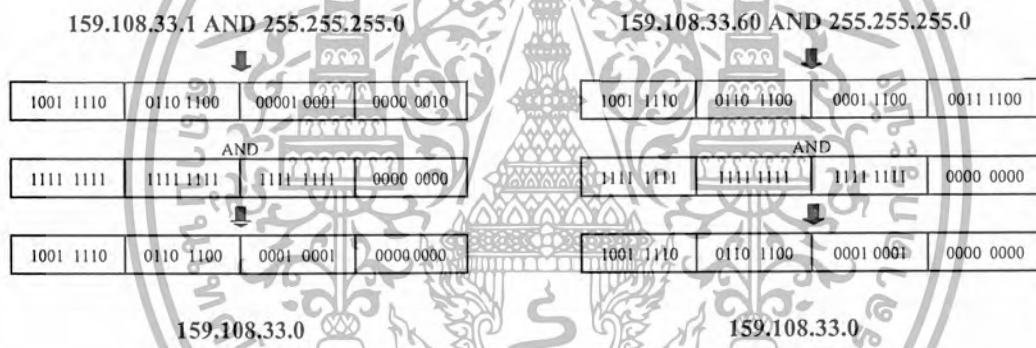 159.108.33.1 AND 255.255.255.0
1001 1110 0110 1100 00001 0001 0000 0010
AND
1111 1111 1111 1111 1111 1111 0000 0000
1001 1110 0110 1100 0001 0001 0000 0000
159.108.33.0
159.108.33.60 AND 255.255.255.0
1001 1110 0110 1100 0001 1100 0011 1100
AND
1111 1111 1111 1111 1111 1111 0000 0000
1001 1110 0110 1100 0001 0001 0000 0000
159.108.33.0